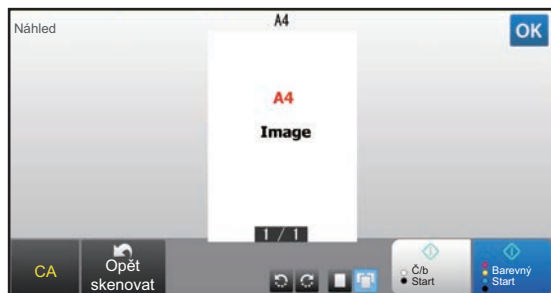 Náhled
A4
OK
A4
Image
1 / 1
CA
Opět
skenovat
Č/b
Start
Barevný
Start